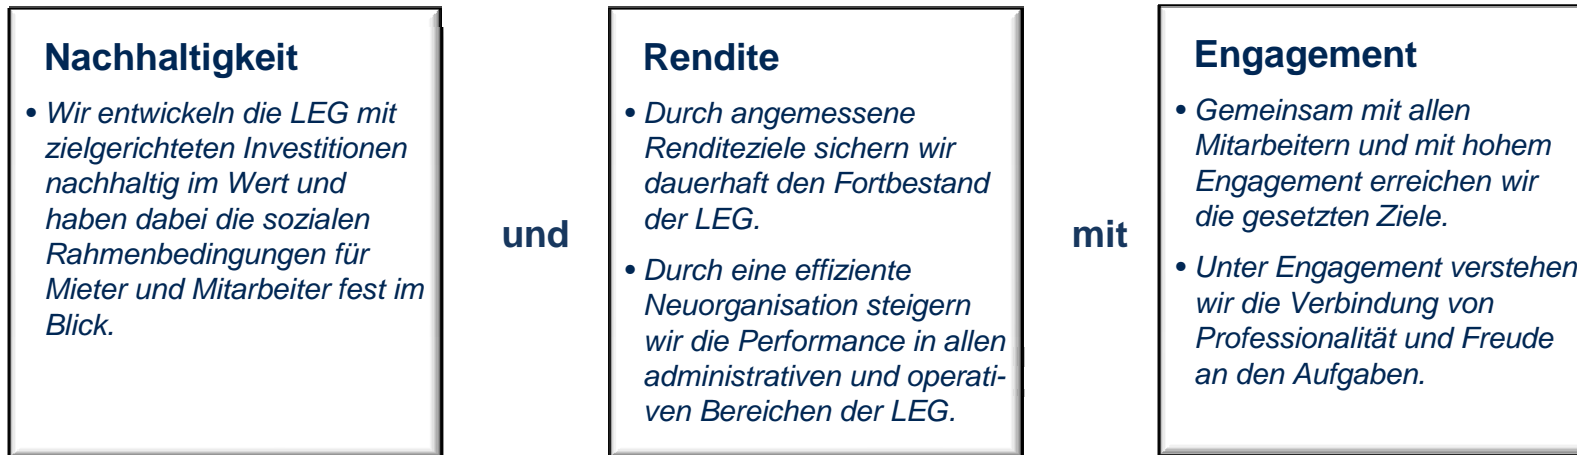 Nachhaltigkeit
• Wir entwickeln die LEG mit
zielgerichteten Investitionen
nachhaltig im Wert und
haben dabei die sozialen
Rahmenbedingungen für
Mieter und Mitarbeiter fest im
Blick.
und
Rendite
• Durch angemessene
Renditeziele sichern wir
dauerhaft den Fortbestand
der LEG.
• Durch eine effiziente
Neuorganisation steigern
wir die Performance in allen
administrativen und operati-
ven Bereichen der LEG.
mit
Engagement
• Gemeinsam mit allen
Mitarbeitern und mit hohem
Engagement erreichen wir
die gesetzten Ziele.
• Unter Engagement verstehen
wir die Verbindung von
Professionalität und Freude
an den Aufgaben.